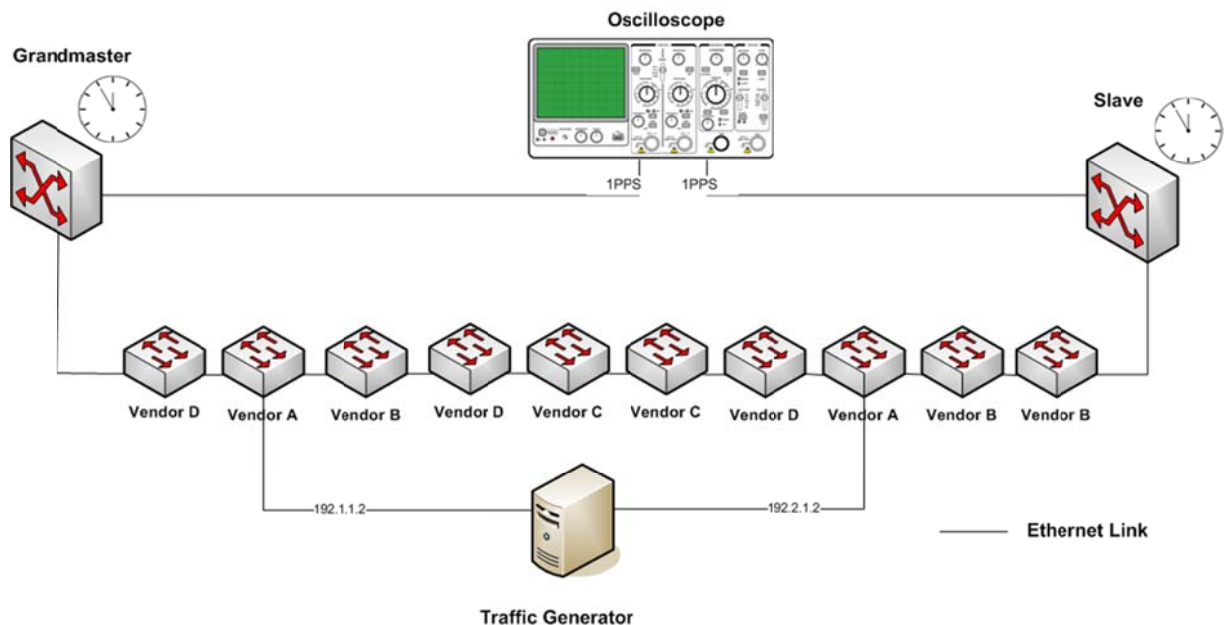 Oscilloscope
Grandmaster
Slave
1PPS
1PPS
Vendor D
Vendor A
Vendor B
Vendor D
Vendor C
Vendor C
Vendor D
Vendor A
Vendor B
Vendor B
192.1.1.2
192.2.1.2
Ethernet Link
Traffic Generator